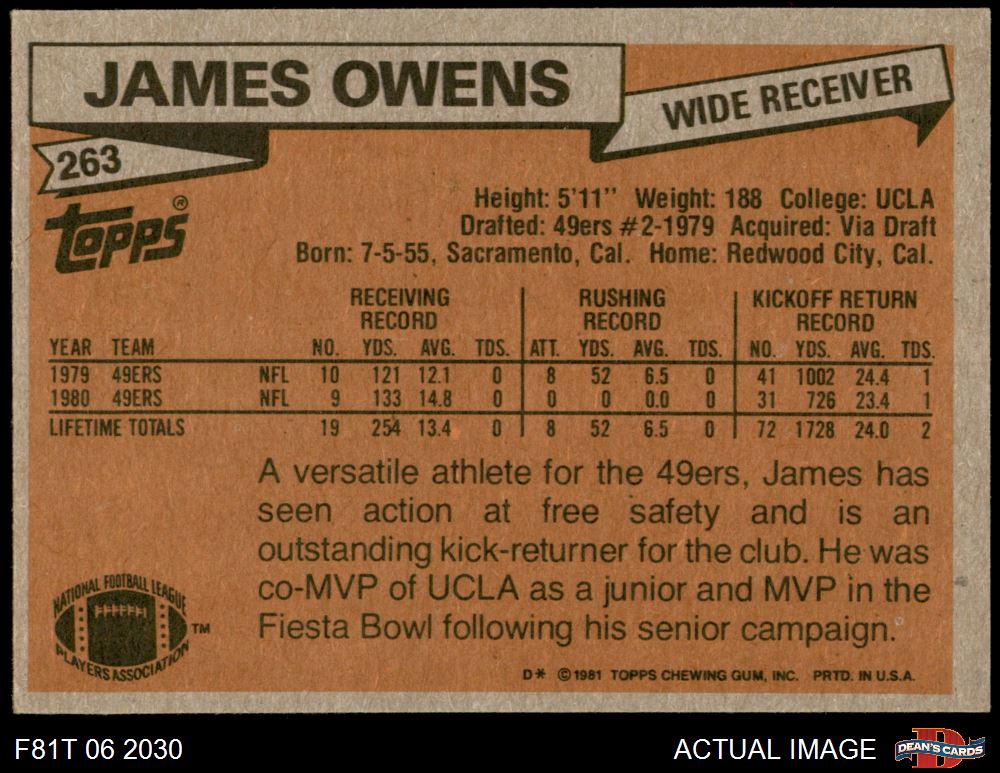 JAMES OWENS
WIDE RECEIVER
263
Topps®
Height: 5'11'' Weight: 188 College: UCLA
Drafted: 49ers #2-1979 Acquired: Via Draft
Born: 7-5-55, Sacramento, Cal. Home: Redwood City, Cal.
RECEIVING RECORD RUSHING RECORD KICKOFF RETURN RECORD
YEAR TEAM NO. YDS. AVG. TDS. ATT. YDS. AVG. TDS. NO. YDS. AVG. TDS.
1979 49ERS NFL 10 121 12.1 0 8 52 6.5 0 41 1002 24.4 1
1980 49ERS NFL 9 133 14.8 0 0 0 0.0 0 31 726 23.4 1
LIFETIME TOTALS 19 254 13.4 0 8 52 6.5 0 72 1728 24.0 2
A versatile athlete for the 49ers, James has
seen action at free safety and is an
outstanding kick-returner for the club. He was
co-MVP of UCLA as a junior and MVP in the
Fiesta Bowl following his senior campaign.
NATIONAL FOOTBALL LEAGUE
PLAYERS ASSOCIATION
TM
D* ©1981 TOPPS CHEWING GUM, INC. PRTD. IN U.S.A.
F81T 06 2030
ACTUAL IMAGE
D
DEAN'S CARDS